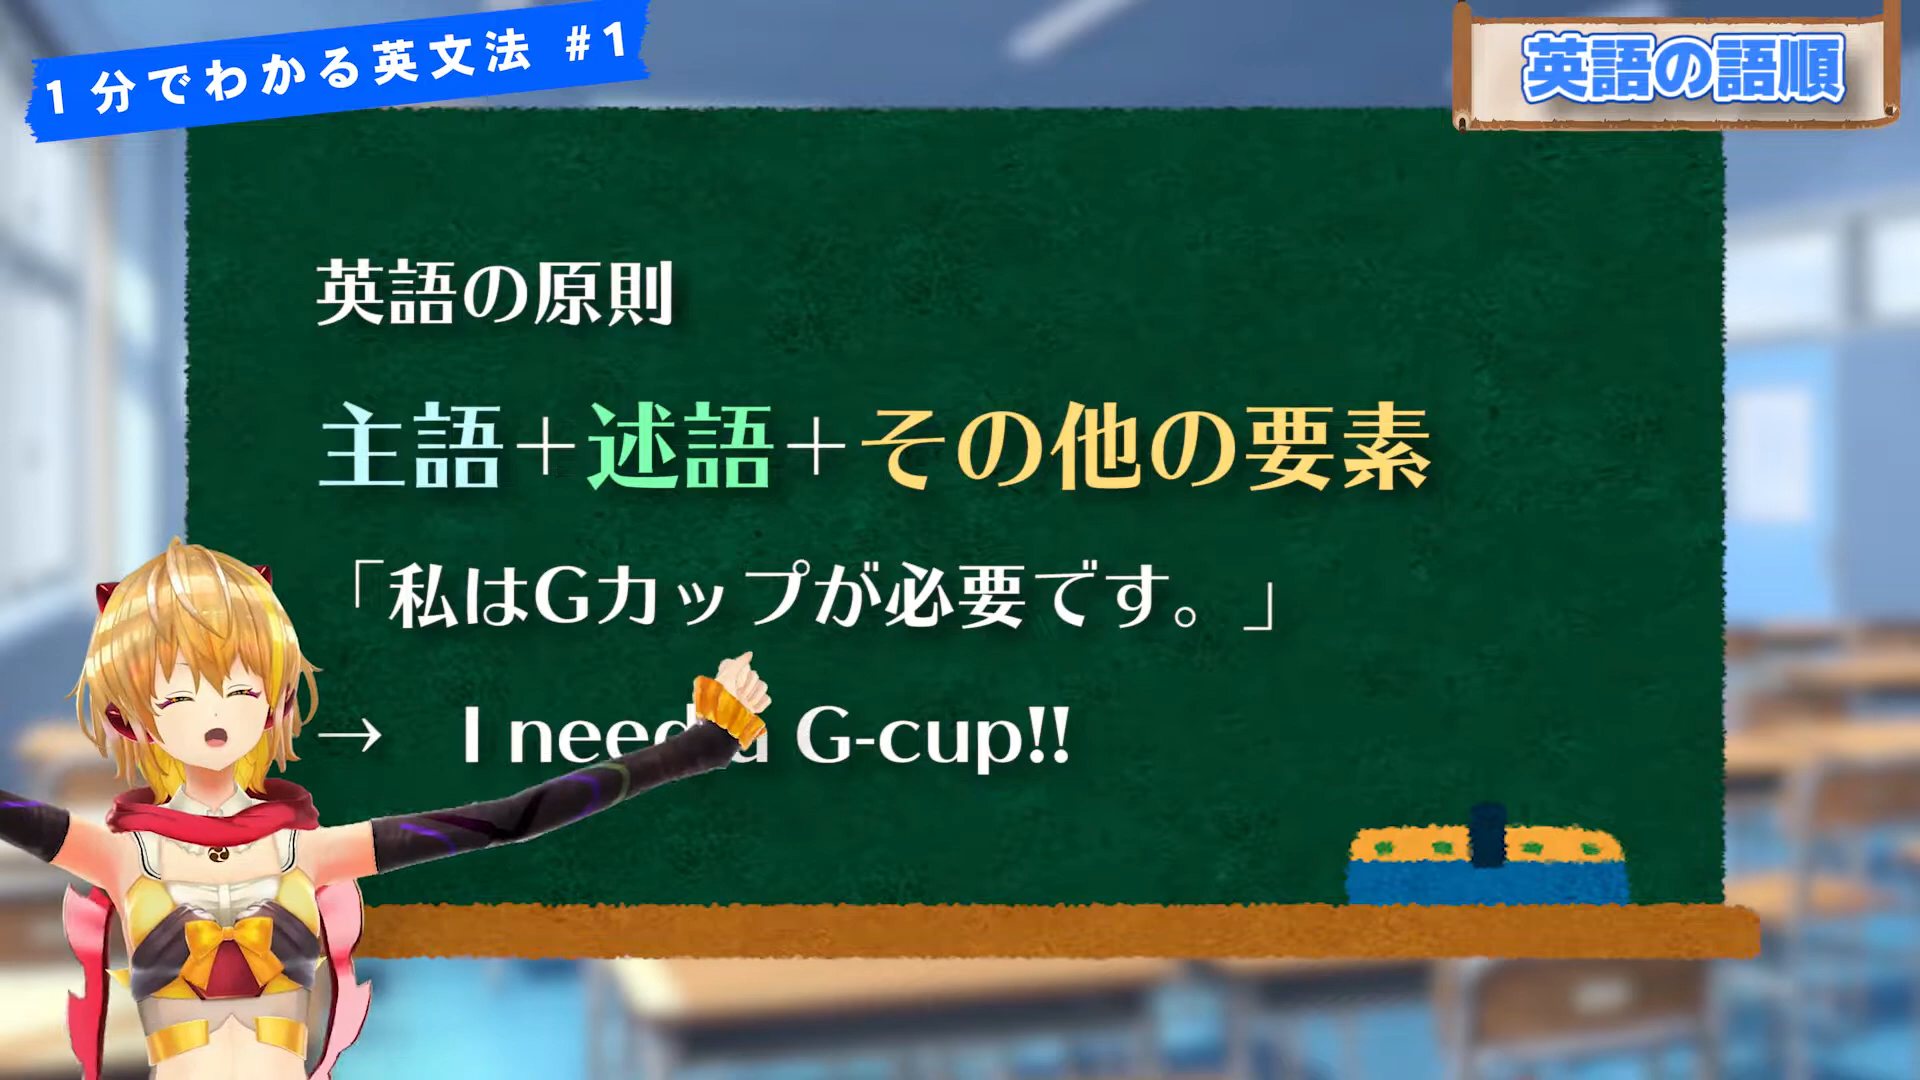 1分でわかる英文法 #1
英語の語順
英語の原則
主語+述語+その他の要素
「私はGカップが必要です。」
→ I need a G-cup!!